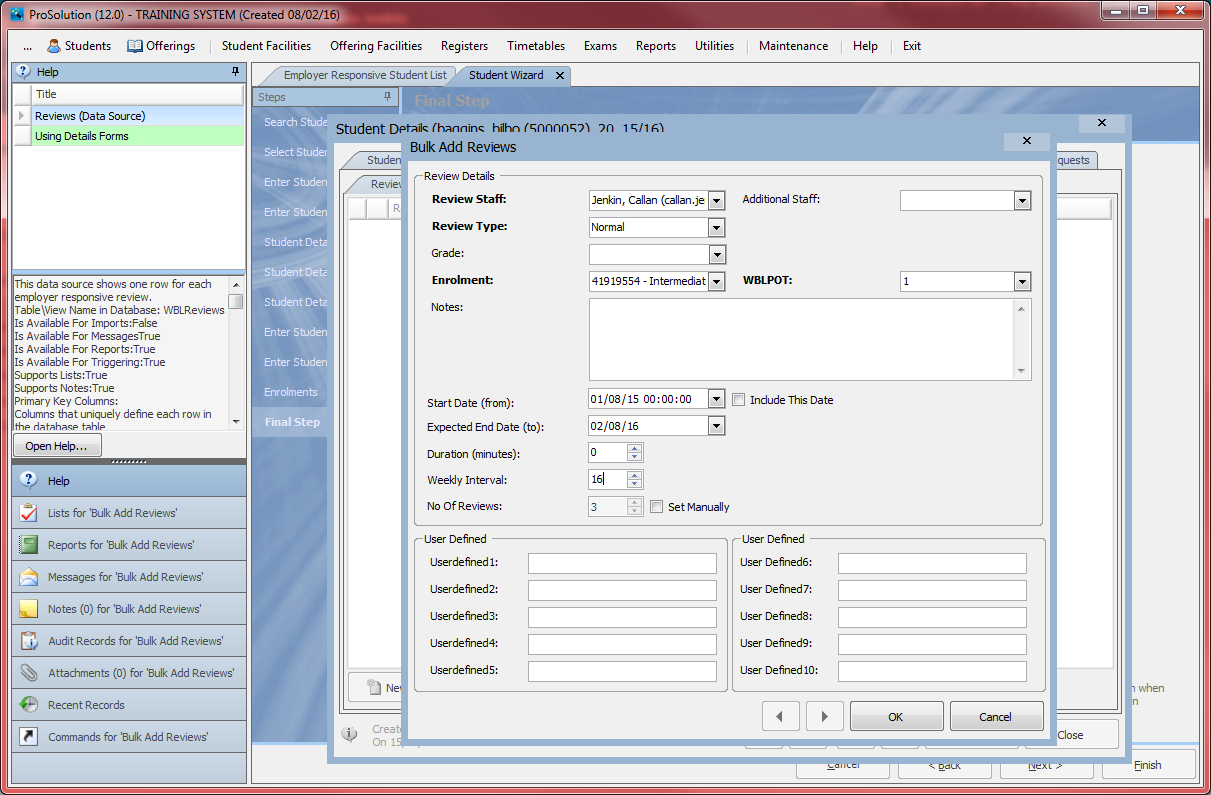 ProSolution (12.0) - TRAINING SYSTEM (Created 08/02/16)
... Students Offerings Student Facilities Offering Facilities Registers Timetables Exams Reports Utilities Maintenance Help Exit
Help
Title
Reviews (Data Source)
Using Details Forms
This data source shows one row for each
employer responsive review.
Table\View Name in Database: WBLReviews
Is Available For Imports:False
Is Available For MessagesTrue
Is Available For Reports:True
Is Available For Triggering:True
Supports Lists:True
Supports Notes:True
Primary Key Columns:
Columns that uniquely define each row in
the database table
Open Help...
Help
Lists for 'Bulk Add Reviews'
Reports for 'Bulk Add Reviews'
Messages for 'Bulk Add Reviews'
Notes (0) for 'Bulk Add Reviews'
Audit Records for 'Bulk Add Reviews'
Attachments (0) for 'Bulk Add Reviews'
Recent Records
Commands for 'Bulk Add Reviews'
Employer Responsive Student List Student Wizard
Steps
Final Step
Search Stude
Select Studen
Enter Studen
Enter Studen
Student Deta
Student Deta
Student Deta
Enter Studen
Enter Studen
Enrolments
Final Step
Student Details (baggins, bilbo (5000052), 20, 15/16)
Studen
quests
Review
R
New
Create
On 15
Close
n when
n
Cancel < Back Next > Finish
Bulk Add Reviews
Review Details
Review Staff: Jenkin, Callan (callan.je Additional Staff:
Review Type: Normal
Grade:
Enrolment: 41919554 - Intermediat WBLPOT: 1
Notes:
Start Date (from): 01/08/15 00:00:00 Include This Date
Expected End Date (to): 02/08/16
Duration (minutes): 0
Weekly Interval: 16
No Of Reviews: 3 Set Manually
User Defined
Userdefined1:
Userdefined2:
Userdefined3:
Userdefined4:
Userdefined5:
User Defined
User Defined6:
User Defined7:
User Defined8:
User Defined9:
User Defined10:
OK Cancel